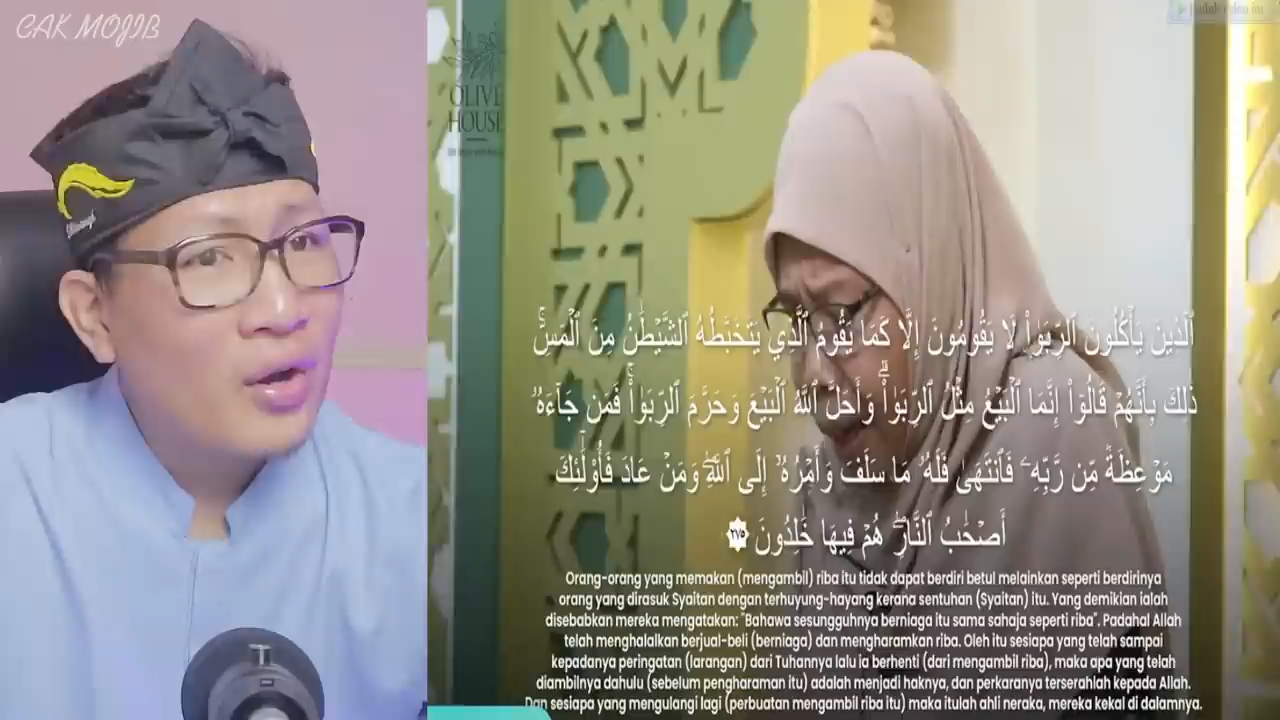 CAK MOJIB
OLIVE
HOUSE
ٱلَّذِينَ يَأۡكُلُونَ ٱلرِّبَوٰاْ لَا يَقُومُونَ إِلَّا كَمَا يَقُومُ ٱلَّذِي يَتَخَبَّطُهُ ٱلشَّيۡطَٰنُ مِنَ ٱلۡمَسِّۚ
ذَٰلِكَ بِأَنَّهُمۡ قَالُوٓاْ إِنَّمَا ٱلۡبَيۡعُ مِثۡلُ ٱلرِّبَوٰاْۗ وَأَحَلَّ ٱللَّهُ ٱلۡبَيۡعَ وَحَرَّمَ ٱلرِّبَوٰاْۚ فَمَن جَآءَهُۥ
مَوۡعِظَةٞ مِّن رَّبِّهِۦ فَٱنتَهَىٰ فَلَهُۥ مَا سَلَفَ وَأَمۡرُهُۥٓ إِلَى ٱللَّهِۖ وَمَنۡ عَادَ فَأُوْلَٰٓئِكَ
أَصۡحَٰبُ ٱلنَّارِۖ هُمۡ فِيهَا خَٰلِدُونَ ٢٧٥
Orang-orang yang memakan (mengambil) riba itu tidak dapat berdiri betul melainkan seperti berdirinya
orang yang dirasuk Syaitan dengan terhuyung-hayang kerana sentuhan (Syaitan) itu. Yang demikian ialah
disebabkan mereka mengatakan: "Bahawa sesungguhnya berniaga itu sama sahaja seperti riba". Padahal Allah
telah menghalalkan berjual-beli (berniaga) dan mengharamkan riba. Oleh itu sesiapa yang telah sampai
kepadanya peringatan (larangan) dari Tuhannya lalu ia berhenti (dari mengambil riba), maka apa yang telah
diambilnya dahulu (sebelum pengharaman itu) adalah menjadi haknya, dan perkaranya terserahlah kepada Allah.
Dan sesiapa yang mengulangi lagi (perbuatan mengambil riba itu) maka itulah ahli neraka, mereka kekal di dalamnya.